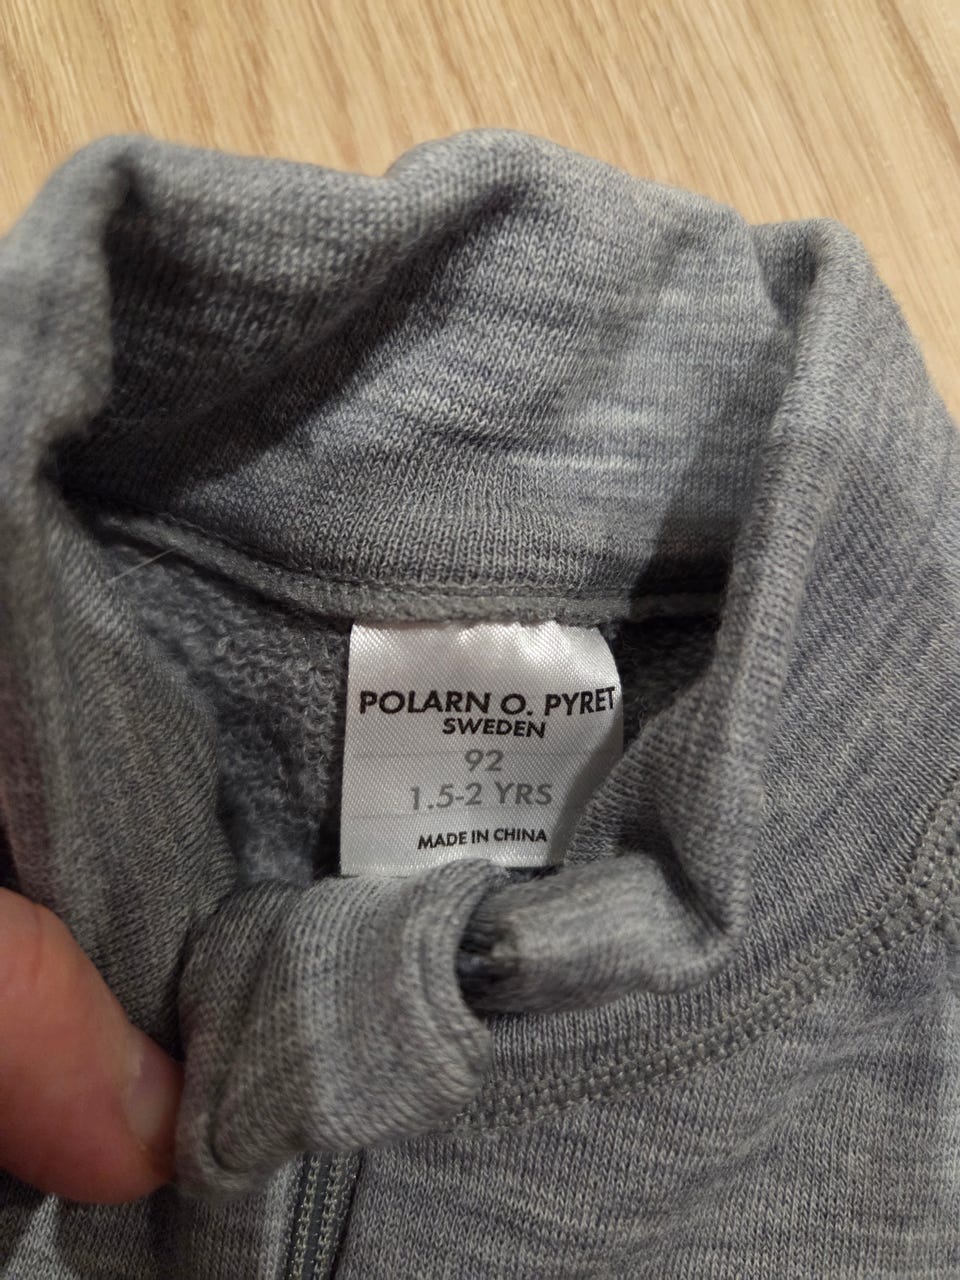 POLARN O. PYRET
SWEDEN
92
1.5-2 YRS
MADE IN CHINA